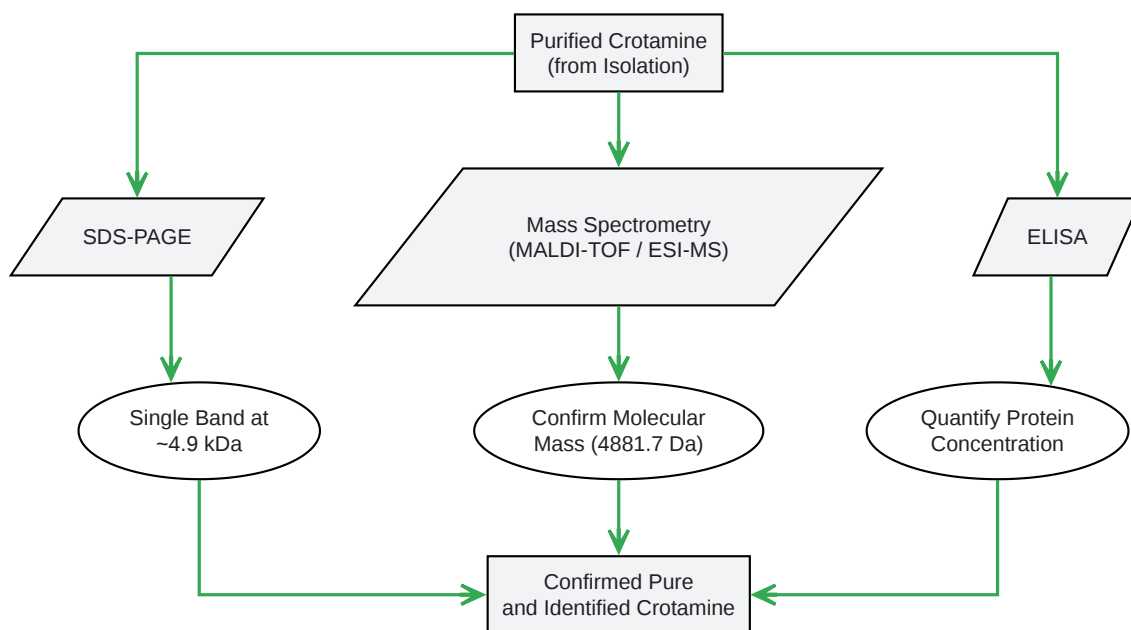 Purified Crotamine
(from Isolation)
SDS-PAGE
Mass Spectrometry
(MALDI-TOF / ESI-MS)
ELISA
Single Band at
~4.9 kDa
Confirm Molecular
Mass (4881.7 Da)
Quantify Protein
Concentration
Confirmed Pure
and Identified Crotamine